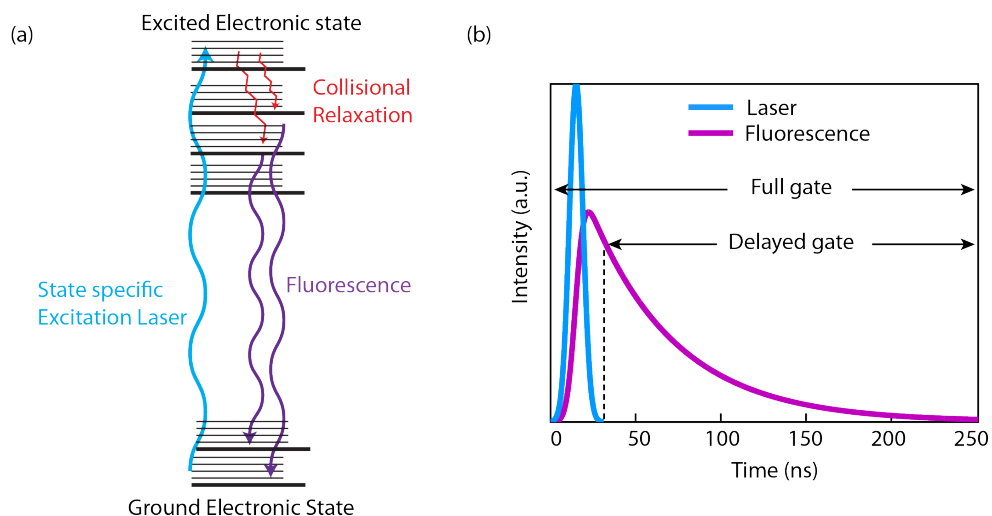 (a)
Excited Electronic state
Collisional
Relaxation
State specific
Excitation Laser
Fluorescence
Ground Electronic State
(b)
Laser
Fluorescence
Full gate
Delayed gate
Intensity (a.u.)
0
50
100
150
200
250
Time (ns)